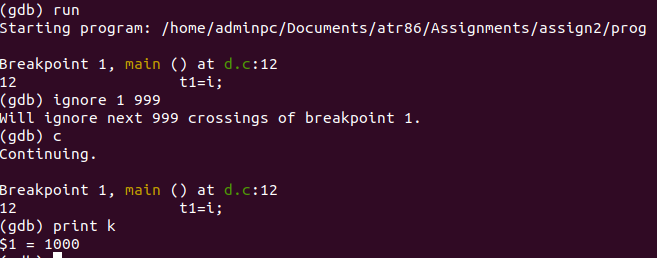 (gdb) run
Starting program: /home/adminpc/Documents/atr86/Assignments/assign2/prog
Breakpoint 1, main () at d.c:12
12                  t1=i;
(gdb) ignore 1 999
Will ignore next 999 crossings of breakpoint 1.
(gdb) c
Continuing.
Breakpoint 1, main () at d.c:12
12                  t1=i;
(gdb) print k
$1 = 1000
(gdb)